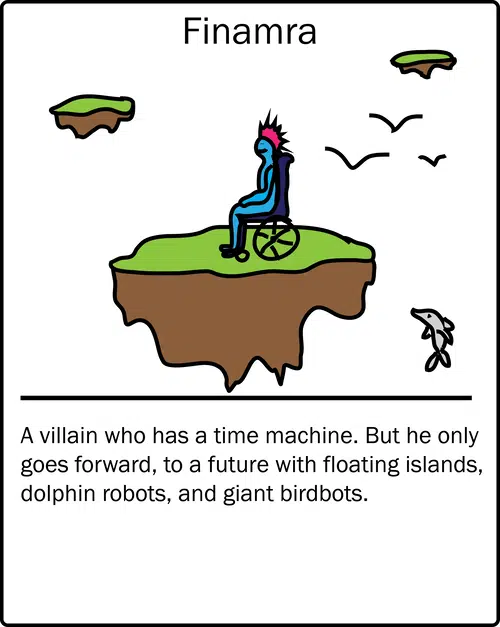 Finamra
A villain who has a time machine. But he only
goes forward, to a future with floating islands,
dolphin robots, and giant birdbots.